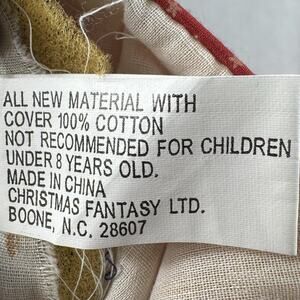 ALL NEW MATERIAL WITH
COVER 100% COTTON
NOT RECOMMENDED FOR CHILDREN
UNDER 8 YEARS OLD.
MADE IN CHINA
CHRISTMAS FANTASY LTD.
BOONE, N.C. 28607